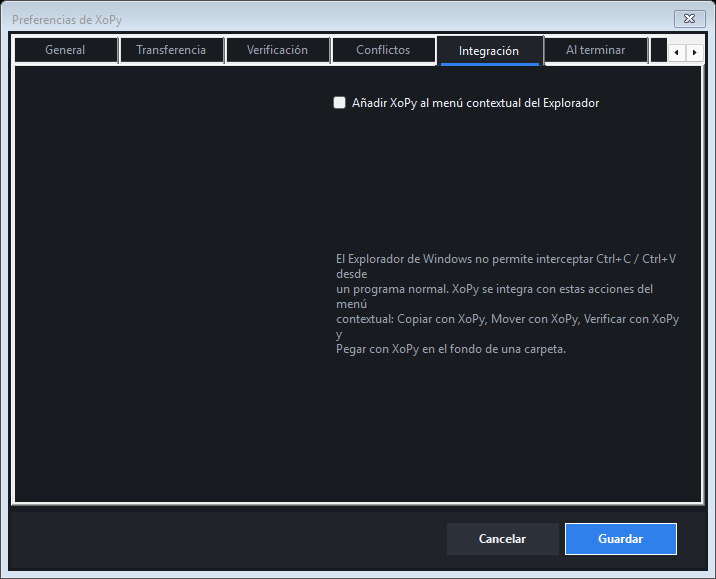 Preferencias de XoPy
General
Transferencia
Verificación
Conflictos
Integración
Al terminar
Añadir XoPy al menú contextual del Explorador
El Explorador de Windows no permite interceptar Ctrl+C / Ctrl+V
desde
un programa normal. XoPy se integra con estas acciones del
menú
contextual: Copiar con XoPy, Mover con XoPy, Verificar con XoPy
y
Pegar con XoPy en el fondo de una carpeta.
Cancelar
Guardar